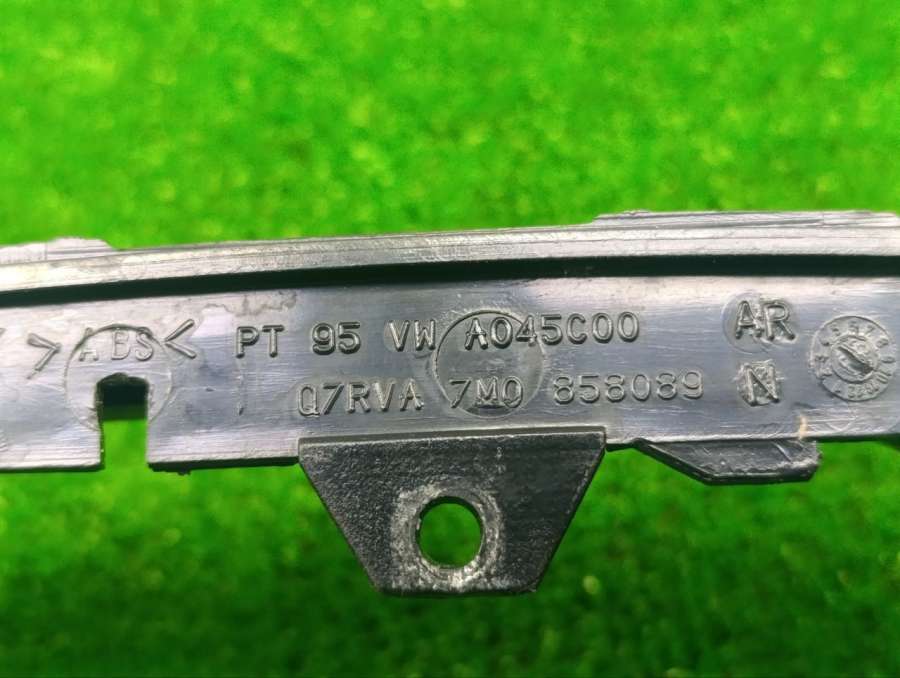 >ABS< PT 95 VW A045C00 AR
Q7RVA 7M0 858089 N